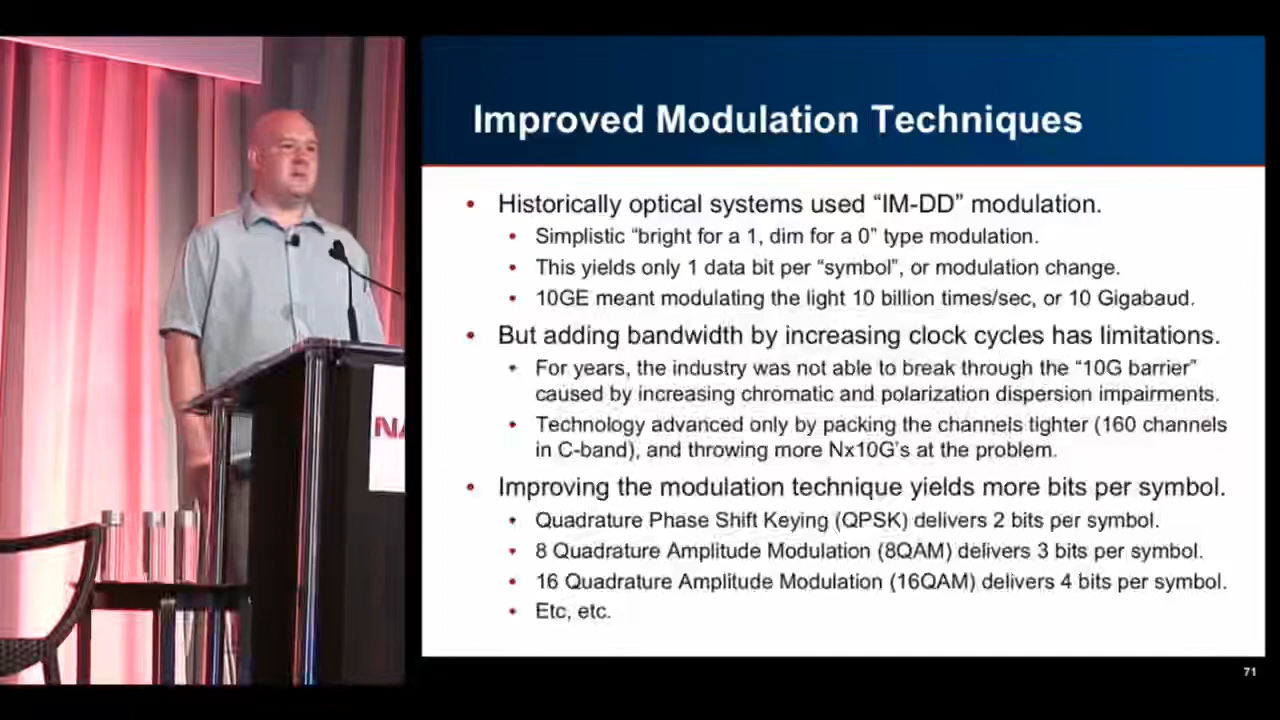 Improved Modulation Techniques
• Historically optical systems used “IM-DD” modulation.
• Simplistic “bright for a 1, dim for a 0” type modulation.
• This yields only 1 data bit per “symbol”, or modulation change.
• 10GE meant modulating the light 10 billion times/sec, or 10 Gigabaud.
• But adding bandwidth by increasing clock cycles has limitations.
• For years, the industry was not able to break through the “10G barrier”
caused by increasing chromatic and polarization dispersion impairments.
• Technology advanced only by packing the channels tighter (160 channels
in C-band), and throwing more Nx10G’s at the problem.
• Improving the modulation technique yields more bits per symbol.
• Quadrature Phase Shift Keying (QPSK) delivers 2 bits per symbol.
• 8 Quadrature Amplitude Modulation (8QAM) delivers 3 bits per symbol.
• 16 Quadrature Amplitude Modulation (16QAM) delivers 4 bits per symbol.
• Etc, etc.
71